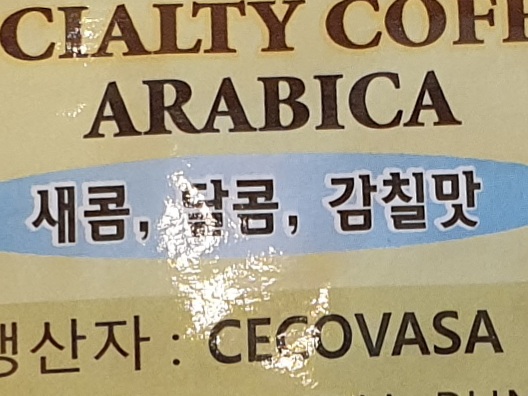 CIALTY COFF
ARABICA
새콤, 달콤, 감칠맛
생산자 : CECOVASA